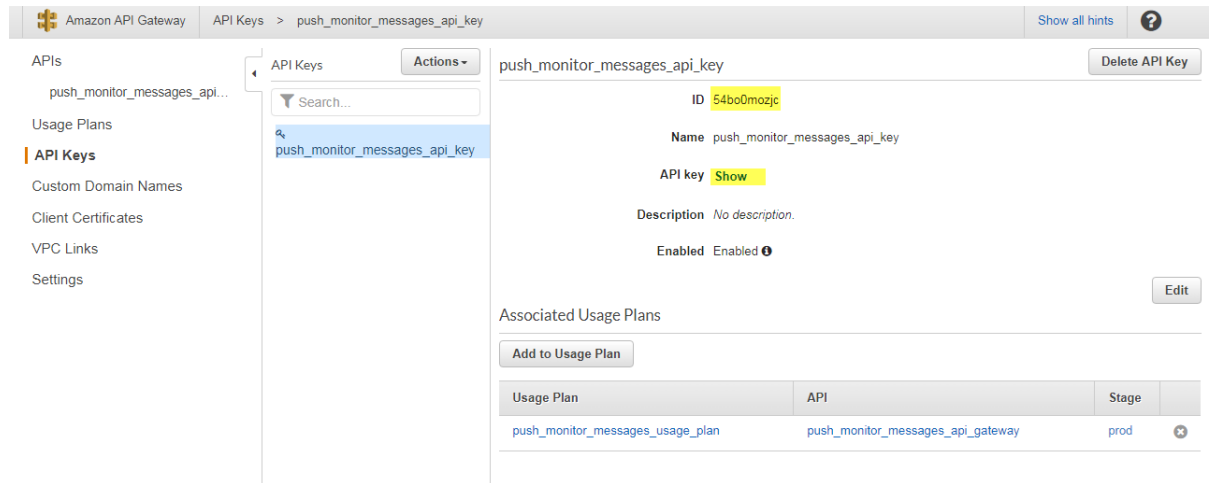 Amazon API Gateway API Keys > push_monitor_messages_api_key Show all hints ?
APIs
push_monitor_messages_api...
Usage Plans
API Keys
Custom Domain Names
Client Certificates
VPC Links
Settings
API Keys Actions
Search...
push_monitor_messages_api_key
push_monitor_messages_api_key Delete API Key
ID 54bo0mozjc
Name push_monitor_messages_api_key
API key Show
Description No description.
Enabled Enabled
Edit
Associated Usage Plans
Add to Usage Plan
Usage Plan API Stage
push_monitor_messages_usage_plan push_monitor_messages_api_gateway prod